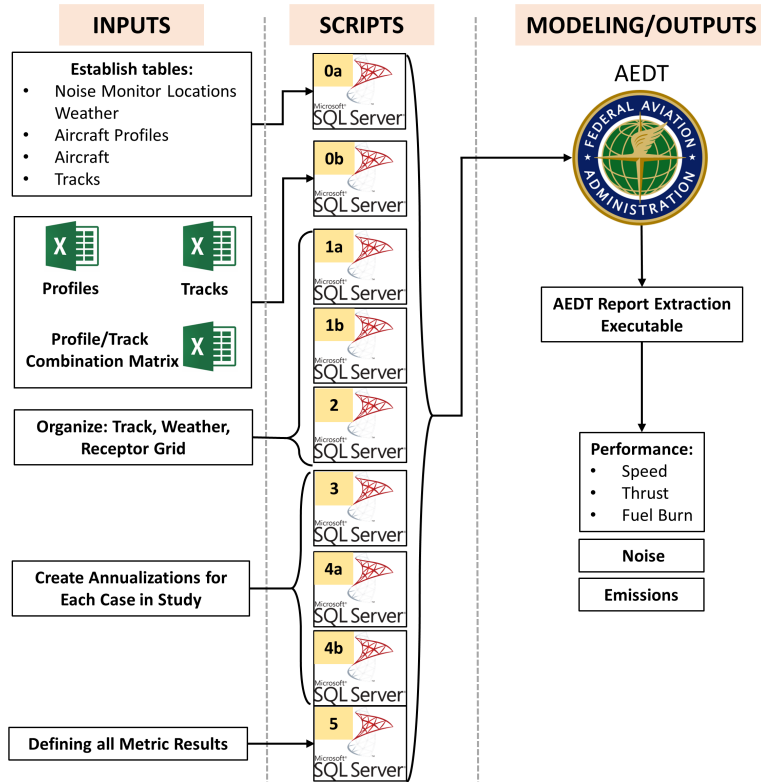 INPUTS
SCRIPTS
MODELING/OUTPUTS
Establish tables:
• Noise Monitor Locations
Weather
• Aircraft Profiles
• Aircraft
• Tracks
Profiles
Tracks
Profile/Track
Combination Matrix
Organize: Track, Weather,
Receptor Grid
Create Annualizations for
Each Case in Study
Defining all Metric Results
0a
Microsoft®
SQL Server
0b
Microsoft®
SQL Server
1a
Microsoft®
SQL Server
1b
Microsoft®
SQL Server
2
Microsoft®
SQL Server
3
Microsoft®
SQL Server
4a
Microsoft®
SQL Server
4b
Microsoft®
SQL Server
5
Microsoft®
SQL Server
AEDT
FEDERAL AVIATION
ADMINISTRATION
AEDT Report Extraction
Executable
Performance:
• Speed
• Thrust
• Fuel Burn
Noise
Emissions
X
X
X